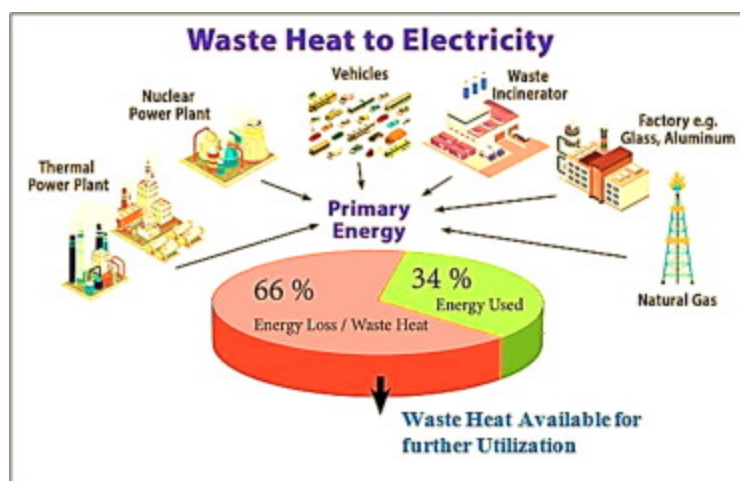 Waste Heat to Electricity
Vehicles
Waste
Incinerator
Nuclear
Power Plant
Factory e.g.
Glass, Aluminum
Thermal
Power Plant
Primary
Energy
66 %
Energy Loss / Waste Heat
34 %
Energy Used
Natural Gas
Waste Heat Available for
further Utilization